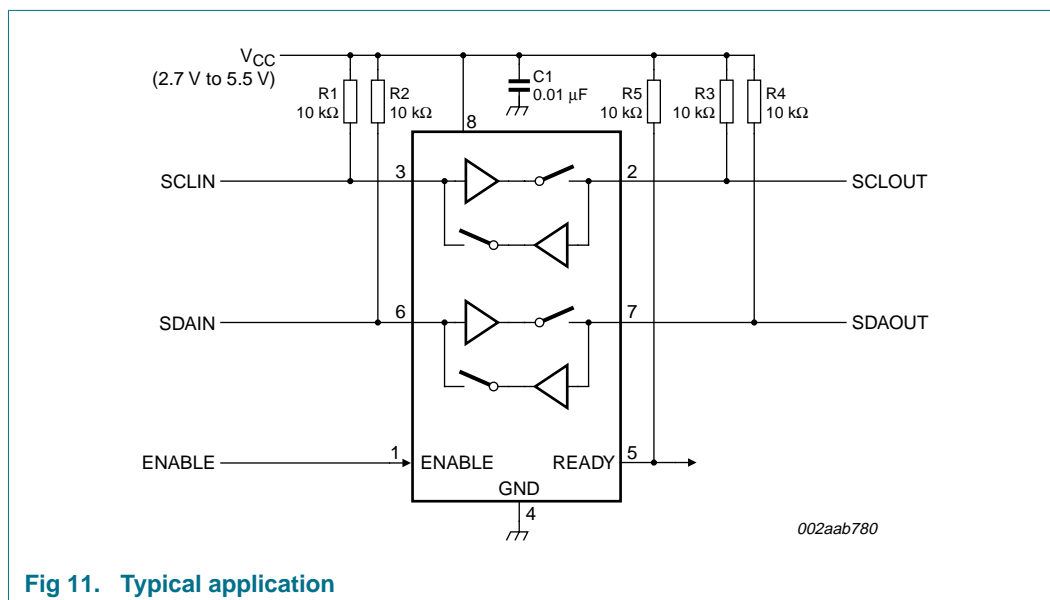 VCC
(2.7 V to 5.5 V)
R1
10 kΩ
R2
10 kΩ
C1
0.01 μF
R5
10 kΩ
R3
10 kΩ
R4
10 kΩ
8
SCLIN
3
2
SCLOUT
SDAIN
6
7
SDAOUT
ENABLE
1
ENABLE
READY
5
GND
4
002aab780
Fig 11. Typical application